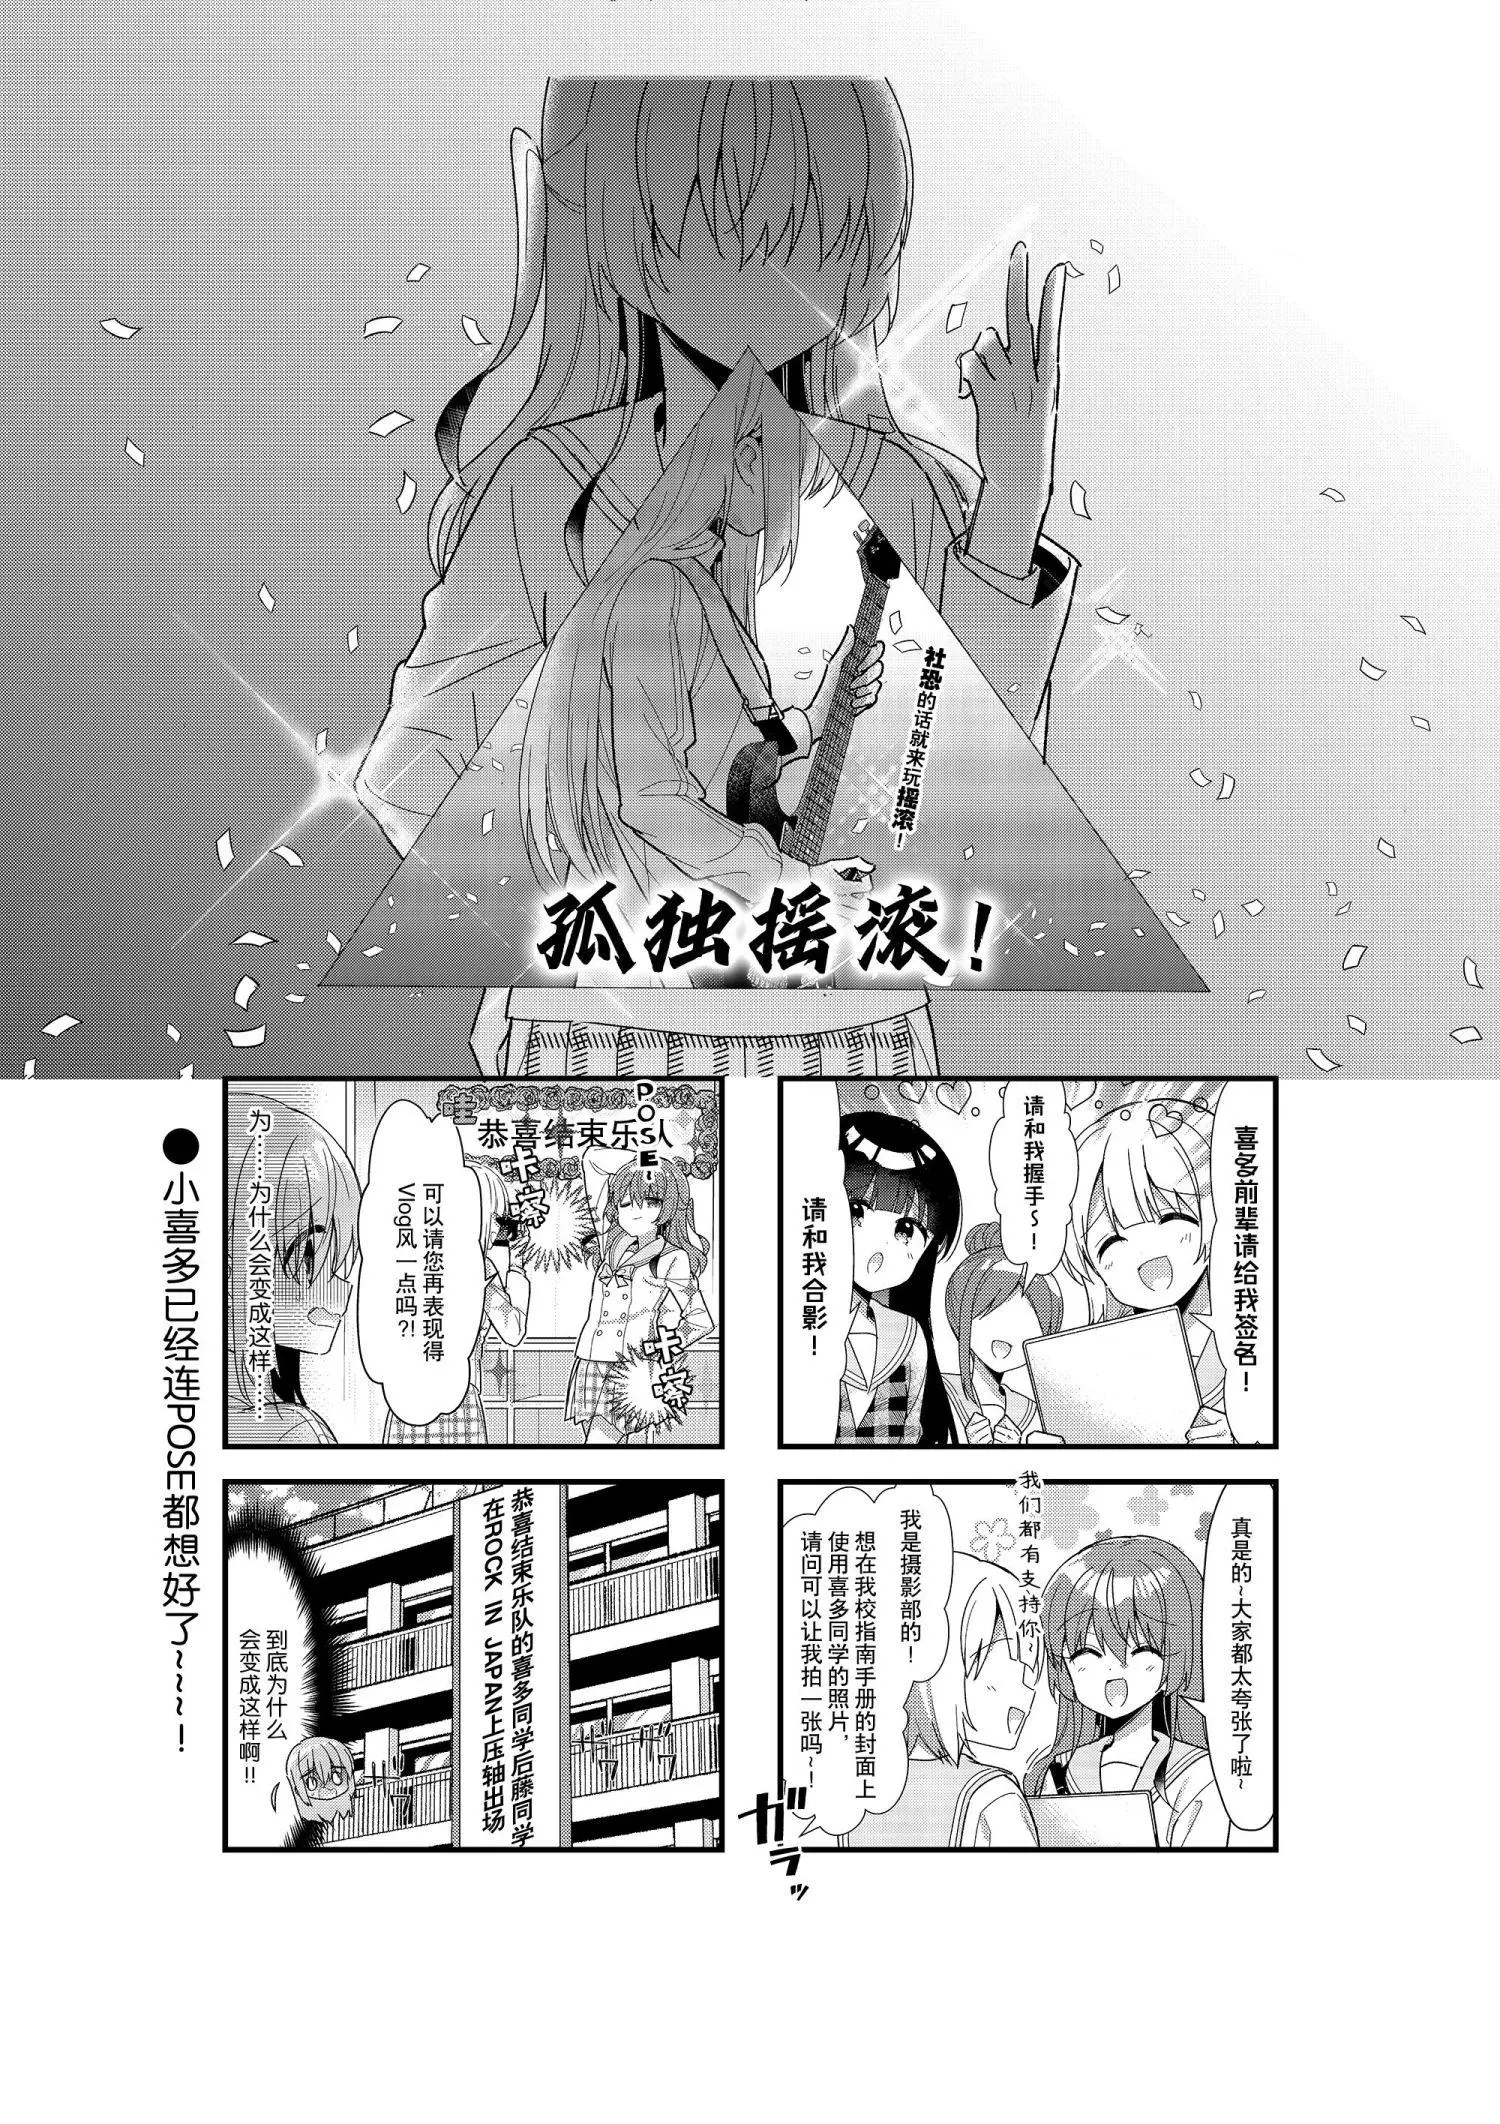 社恐的话就来玩摇滚！
孤独摇滚！
喜多前辈请给我签名！
请和我握手～！
请和我合影！
真是的～大家都太夸张了啦～
我们都有支持你～
我是摄影部的！
想在我校指南手册的封面上
使用喜多同学的照片，
请问可以让我拍一张吗～！
ガラッ
POSE～
哇
恭喜结束乐队
咔嚓
咔嚓
可以请您再表现得
Vlog风一点吗?!
为……为什么会变成这样……
恭喜结束乐队的喜多同学后藤同学
在ROCK IN JAPAN上压轴出场
到底为什么
会变成这样啊!!
●小喜多已经连POSE都想好了～～～！